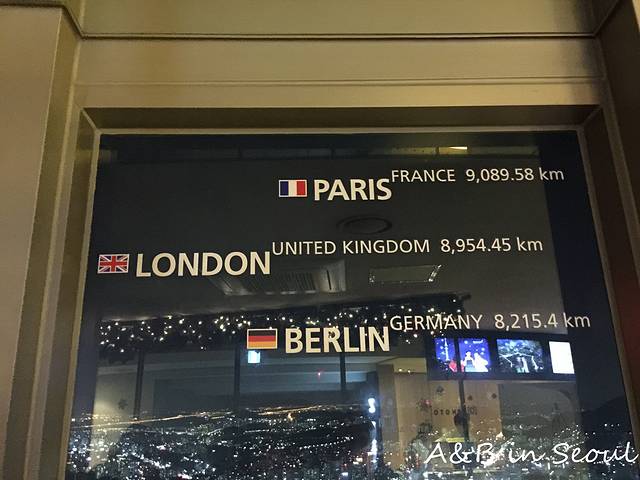 PARIS FRANCE 9,089.58 km
LONDON UNITED KINGDOM 8,954.45 km
BERLIN GERMANY 8,215.4 km
A&B in Seoul